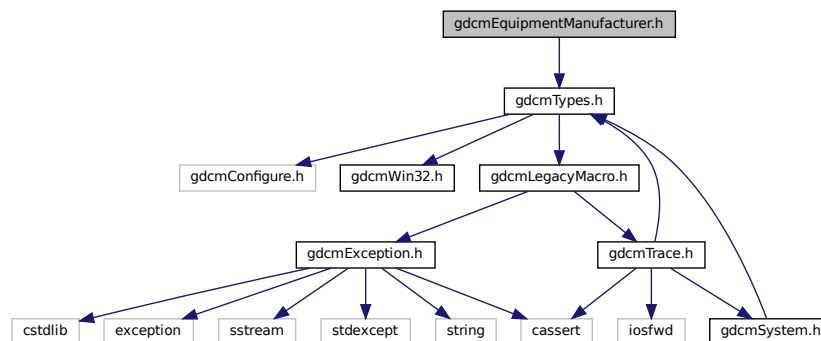 gdcmEquipmentManufacturer.h
gdcmTypes.h
gdcmConfigure.h
gdcmWin32.h
gdcmLegacyMacro.h
gdcmException.h
gdcmTrace.h
cstdlib
exception
sstream
stdexcept
string
cassert
iosfwd
gdcmSystem.h